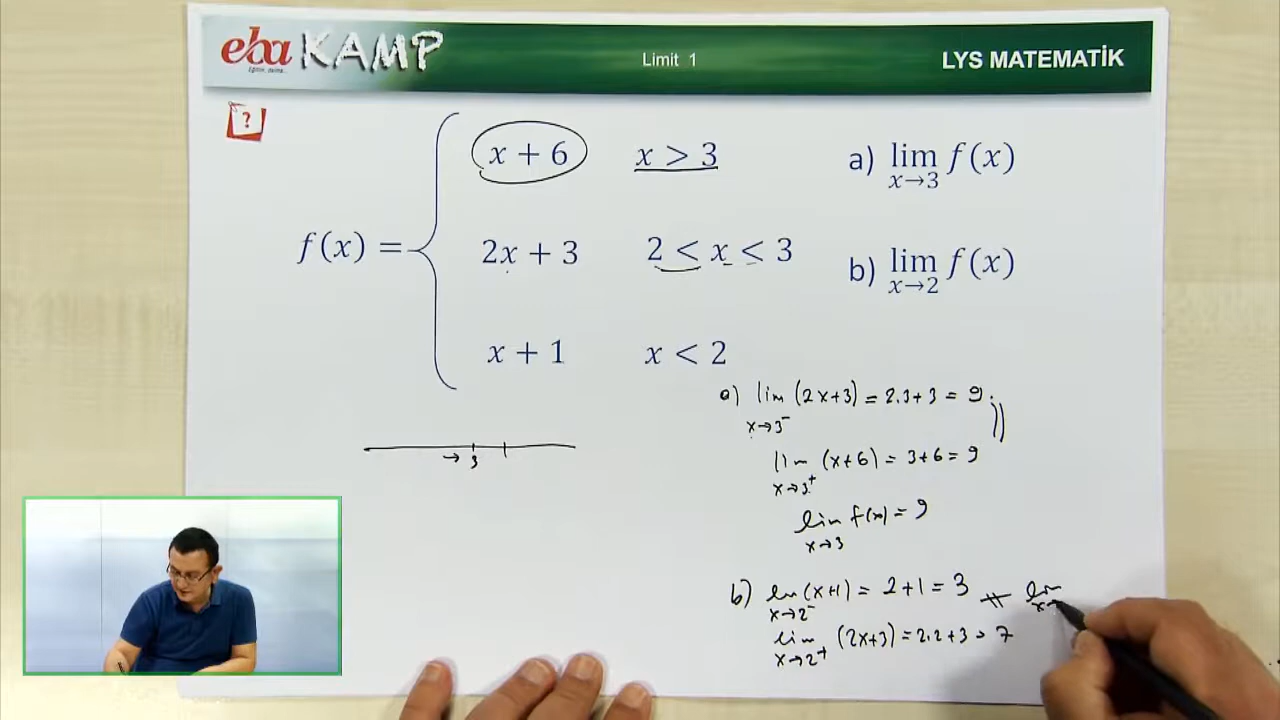 eba KAMP
Limit 1
LYS MATEMATİK
?
f(x) =
x + 6 x > 3
2x + 3 2 < x < 3
x + 1 x < 2
a) lim x→3 f(x)
b) lim x→2 f(x)
→ 3
a) lim x→3⁻ (2x+3) = 2.3+3 = 9
lim x→3⁺ (x+6) = 3+6 = 9
lim x→3 f(x) = 9
b) lim x→2⁻ (x+1) = 2+1 = 3 ≠ lim x→
lim x→2⁺ (2x+3) = 2.2+3 = 7